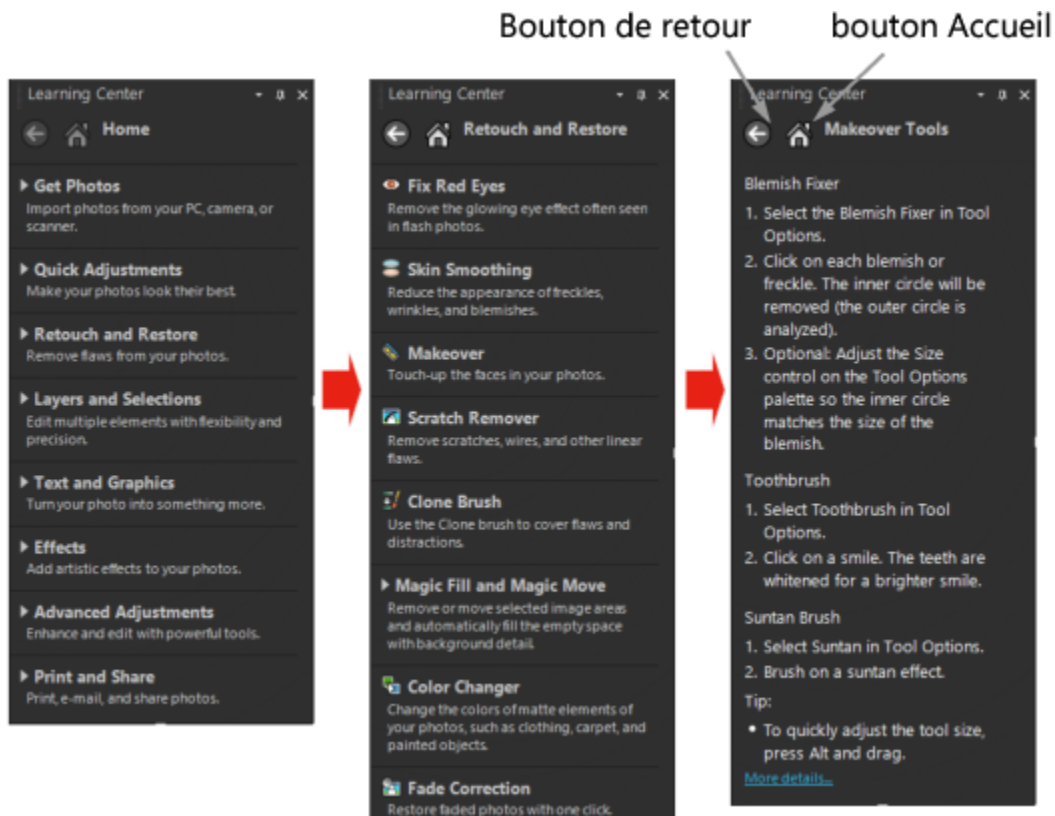 Bouton de retour
bouton Accueil
Learning Center
Home
Get Photos
Import photos from your PC, camera, or
scanner.
Quick Adjustments
Make your photos look their best.
Retouch and Restore
Remove flaws from your photos.
Layers and Selections
Edit multiple elements with flexibility and
precision.
Text and Graphics
Turn your photo into something more.
Effects
Add artistic effects to your photos.
Advanced Adjustments
Enhance and edit with powerful tools.
Print and Share
Print, e-mail, and share photos.
Learning Center
Retouch and Restore
Fix Red Eyes
Remove the glowing eye effect often seen
in flash photos.
Skin Smoothing
Reduce the appearance of freckles,
wrinkles, and blemishes.
Makeover
Touch-up the faces in your photos.
Scratch Remover
Remove scratches, wires, and other linear
flaws.
Clone Brush
Use the Clone brush to cover flaws and
distractions.
Magic Fill and Magic Move
Remove or move selected image areas
and automatically fill the empty space
with background detail.
Color Changer
Change the colors of matte elements of
your photos, such as clothing, carpet, and
painted objects.
Fade Correction
Restore faded photos with one click.
Learning Center
Makeover Tools
Blemish Fixer
1. Select the Blemish Fixer in Tool
Options.
2. Click on each blemish or
freckle. The inner circle will be
removed (the outer circle is
analyzed).
3. Optional: Adjust the Size
control on the Tool Options
palette so the inner circle
matches the size of the
blemish.
Toothbrush
1. Select Toothbrush in Tool
Options.
2. Click on a smile. The teeth are
whitened for a brighter smile.
Suntan Brush
1. Select Suntan in Tool Options.
2. Brush on a suntan effect.
Tip:
• To quickly adjust the tool size,
press Alt and drag.
More details...